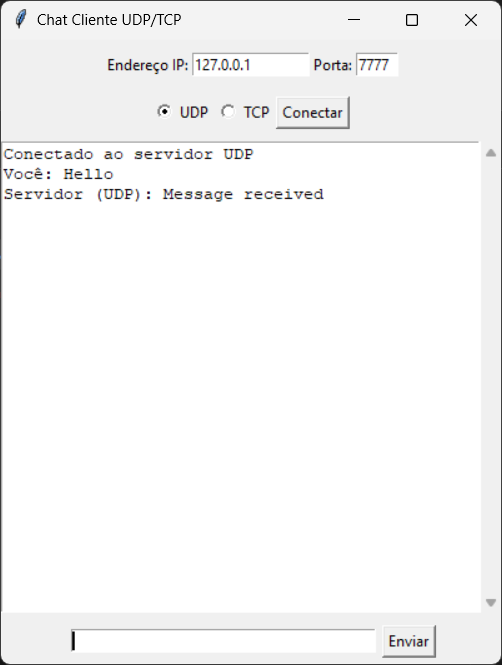 Chat Cliente UDP/TCP
Endereço IP: 127.0.0.1 Porta: 7777
UDP TCP Conectar
Conectado ao servidor UDP
Você: Hello
Servidor (UDP): Message received
Enviar